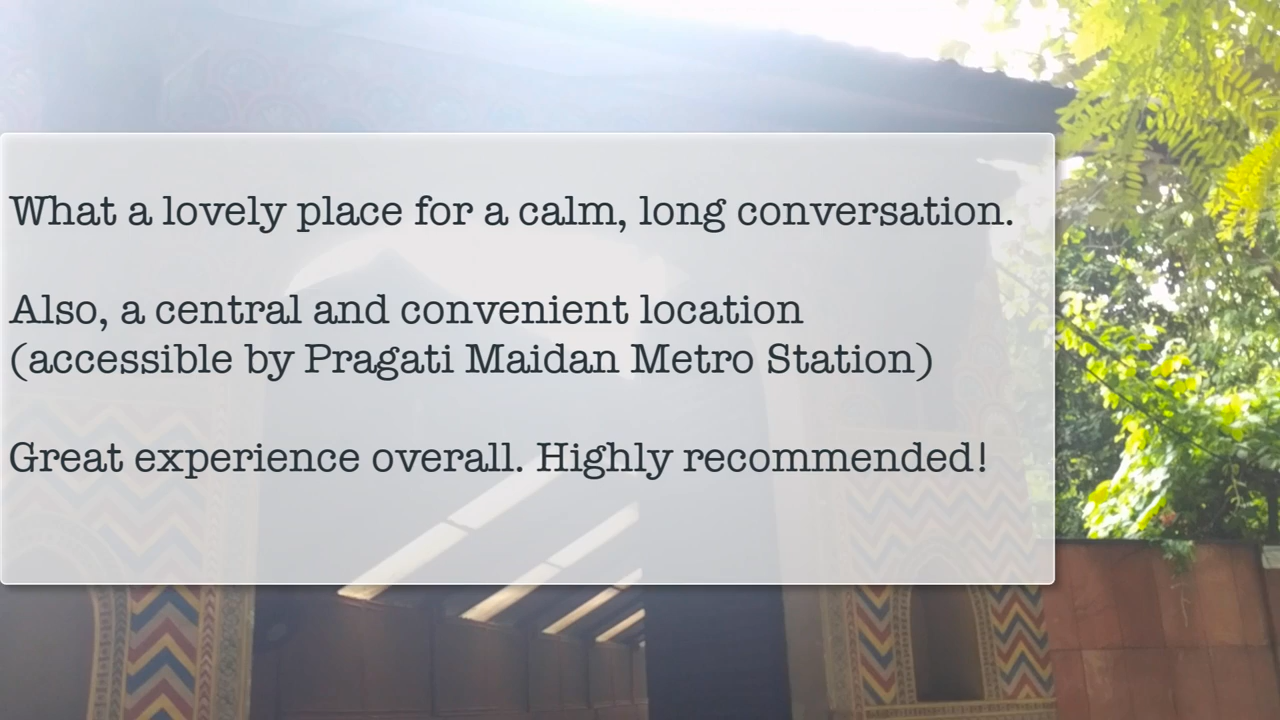 What a lovely place for a calm, long conversation.
Also, a central and convenient location
(accessible by Pragati Maidan Metro Station)
Great experience overall. Highly recommended!